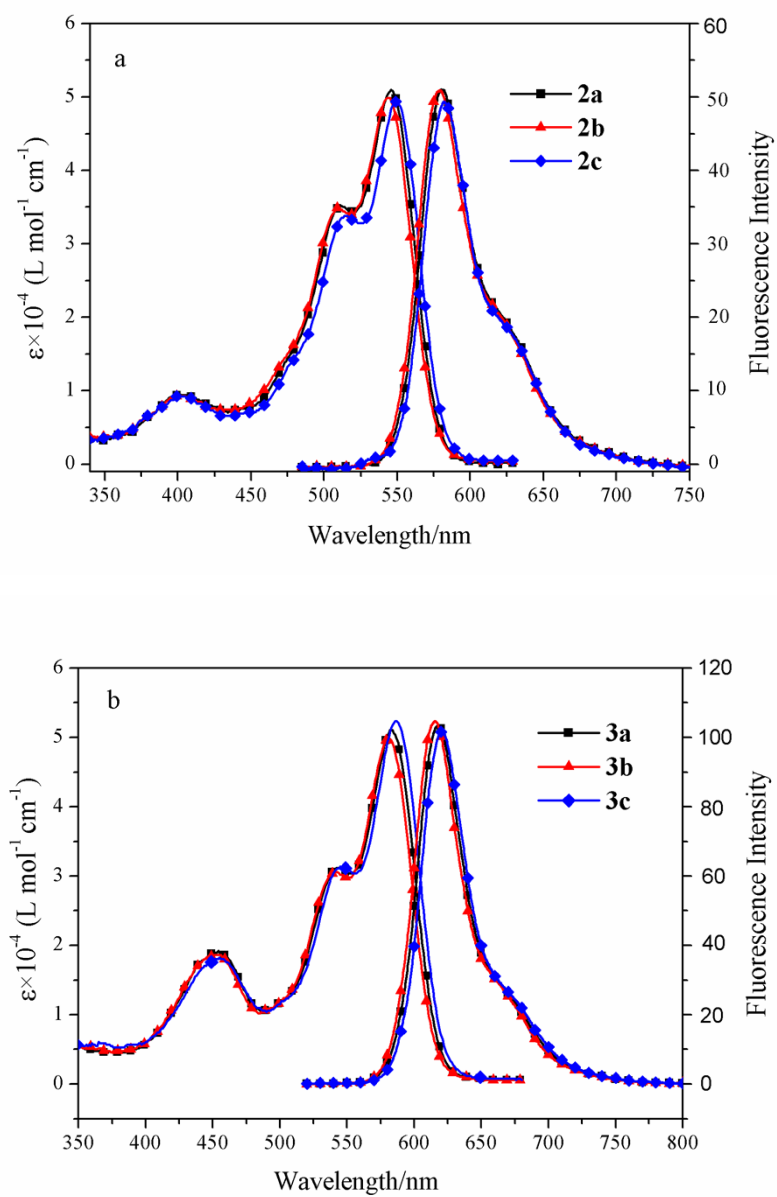 a
2a
2b
2c
6
5
4
3
2
1
0
60
50
40
30
20
10
0
350 400 450 500 550 600 650 700 750
ε×10⁻⁴ (L mol⁻¹ cm⁻¹)
Fluorescence Intensity
Wavelength/nm
b
3a
3b
3c
6
5
4
3
2
1
0
120
100
80
60
40
20
0
350 400 450 500 550 600 650 700 750 800
ε×10⁻⁴ (L mol⁻¹ cm⁻¹)
Fluorescence Intensity
Wavelength/nm